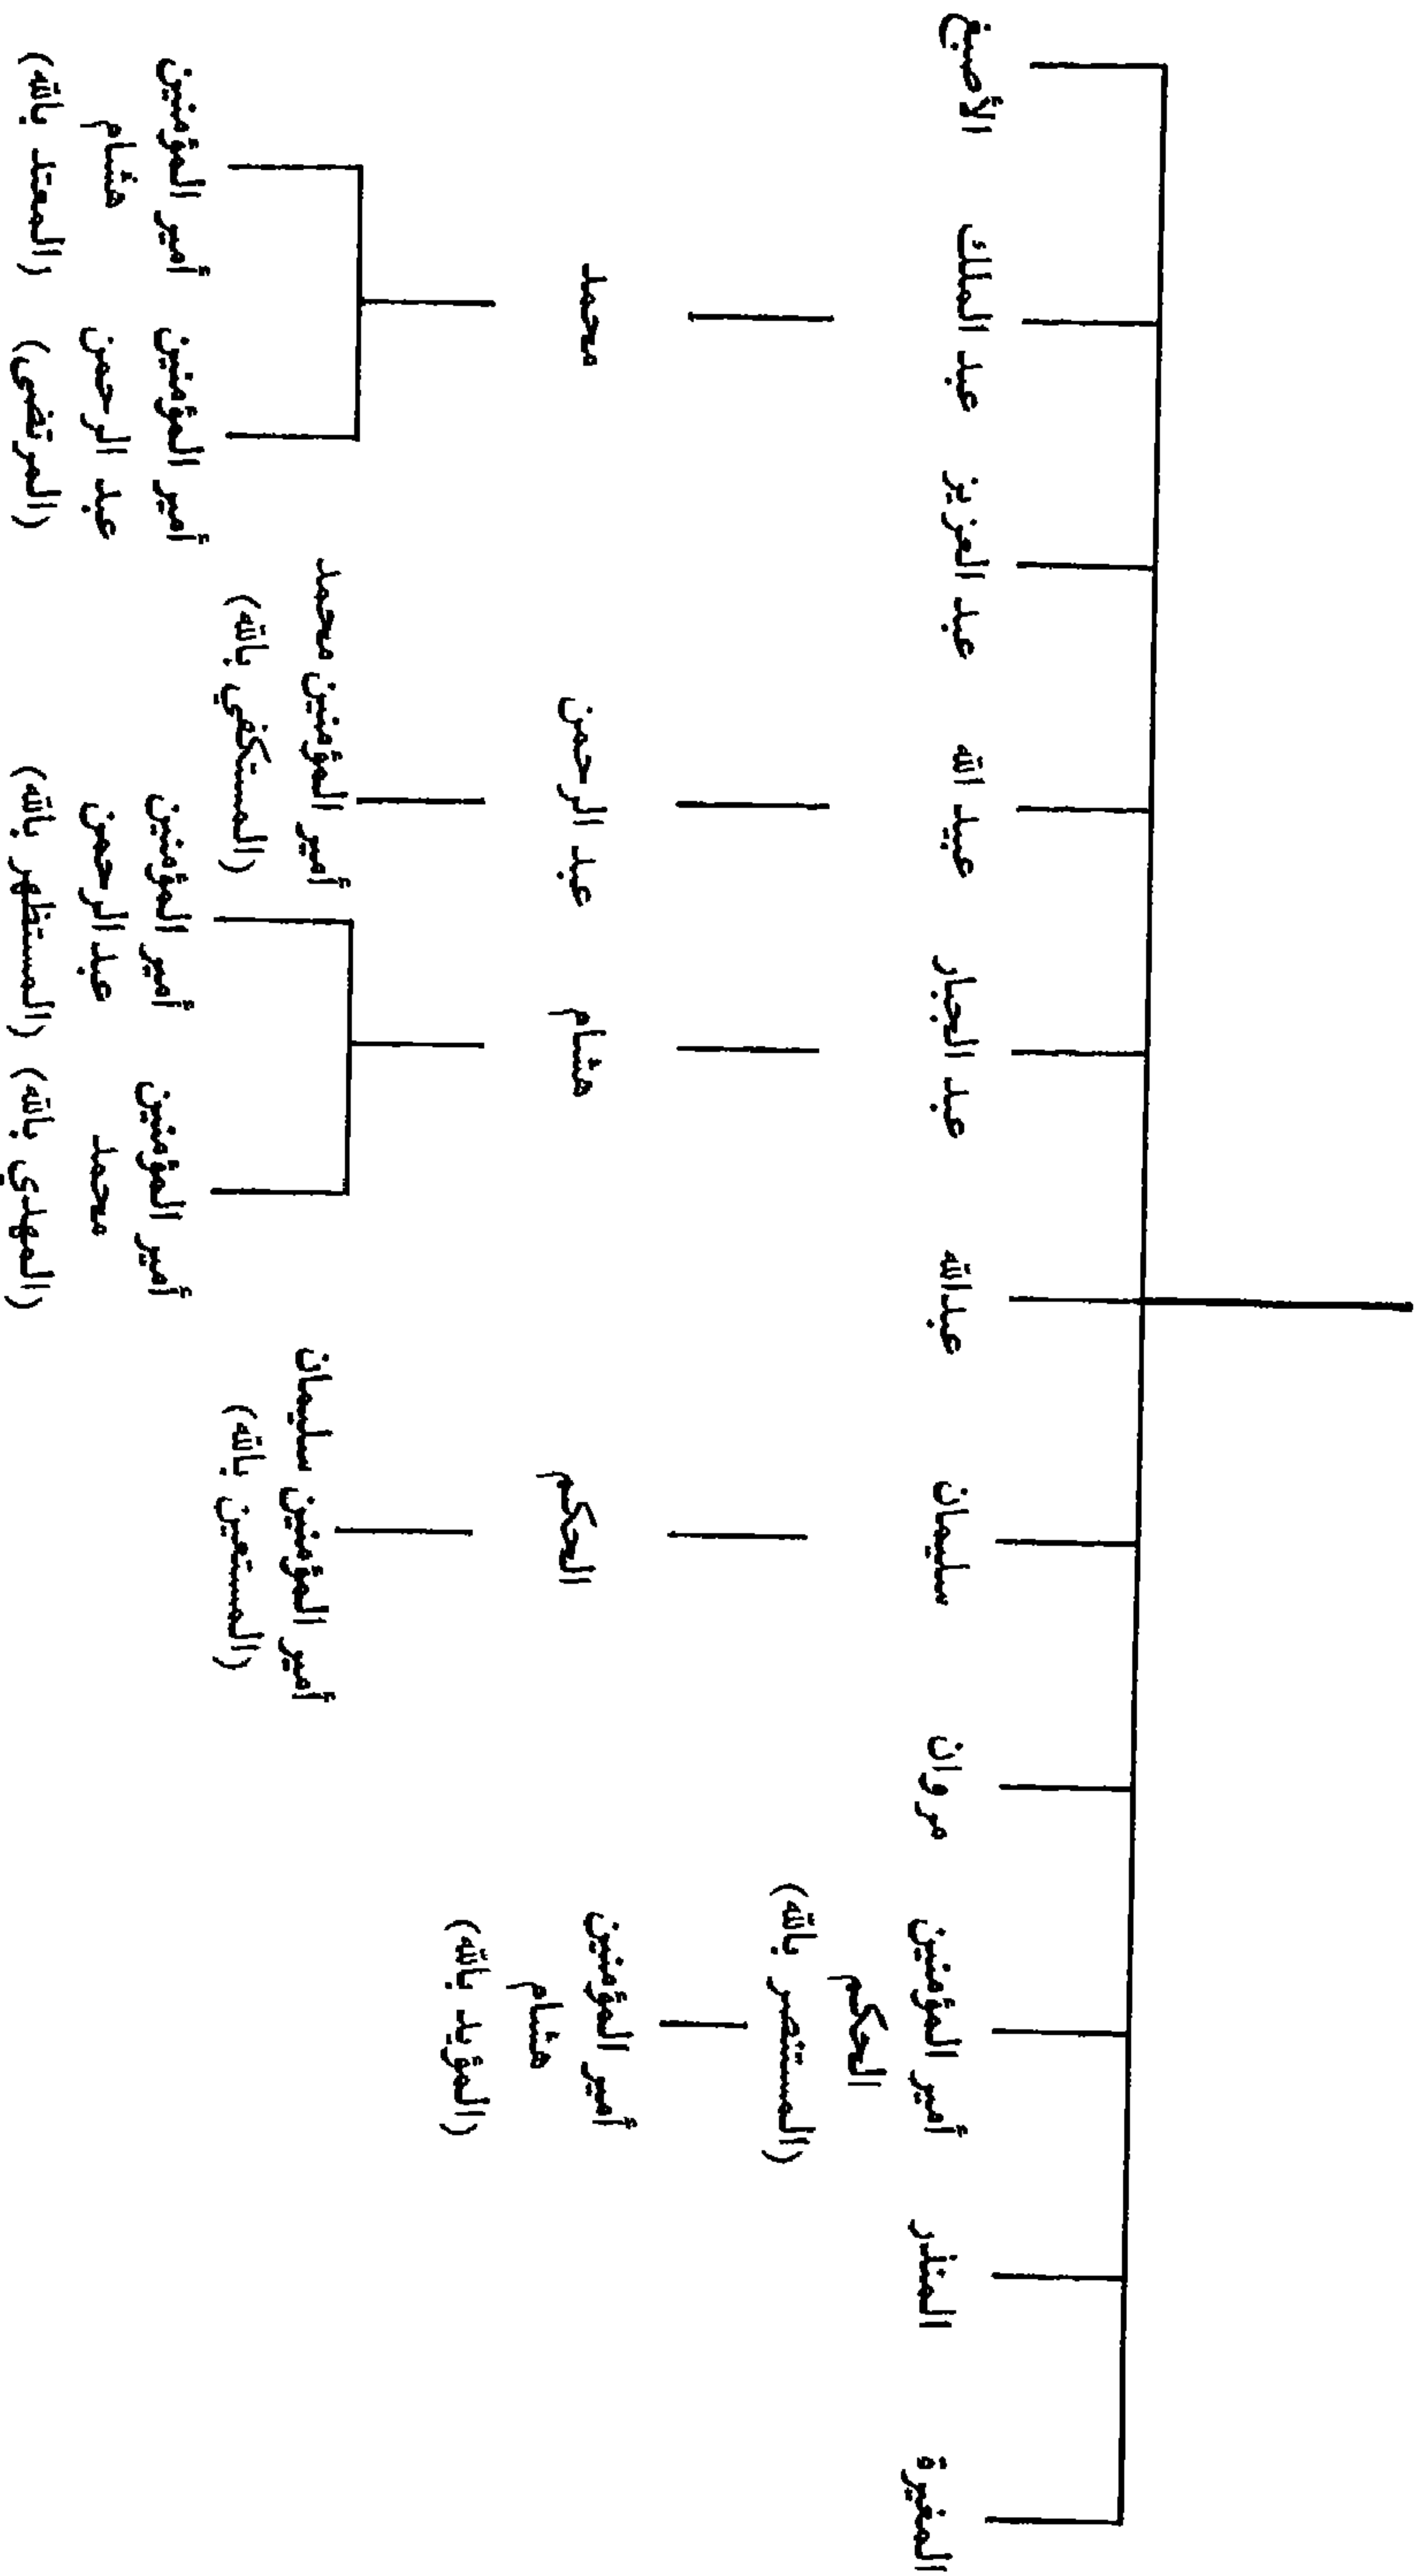 المغيرة
المنذر
أمير المؤمنين
الحكم
(المستنصر بالله)
مروان
سليمان
عبدالله
عبد الجبار
عبيد الله
عبد العزيز
عبد الملك
الأصبغ
أمير المؤمنين
هشام
(المؤيد بالله)
الحكم
هشام
عبد الرحمن
محمد
أمير المؤمنين سليمان
(المستعين بالله)
أمير المؤمنين
محمد
(المهدي بالله)
أمير المؤمنين
عبدالرحمن
(المستظهر بالله)
أمير المؤمنين محمد
(المستكفي بالله)
أمير المؤمنين
عبد الرحمن
(المرتضى)
أمير المؤمنين
هشام
(المعتد بالله)